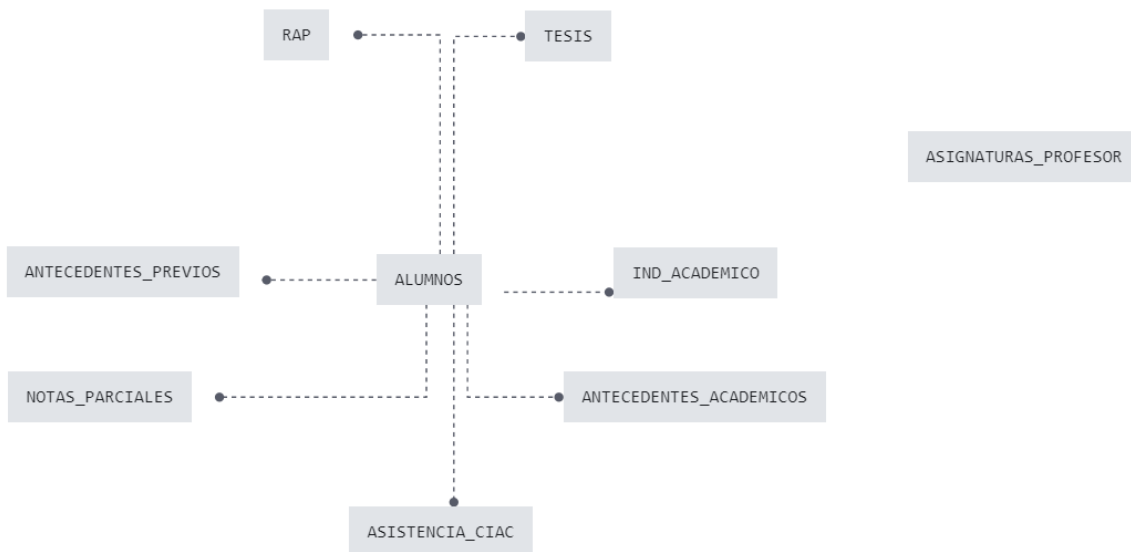 RAP
TESIS
ASIGNATURAS_PROFESOR
ANTECEDENTES_PREVIOS
ALUMNOS
IND_ACADEMICO
NOTAS_PARCIALES
ANTECEDENTES_ACADEMICOS
ASISTENCIA_CIAC